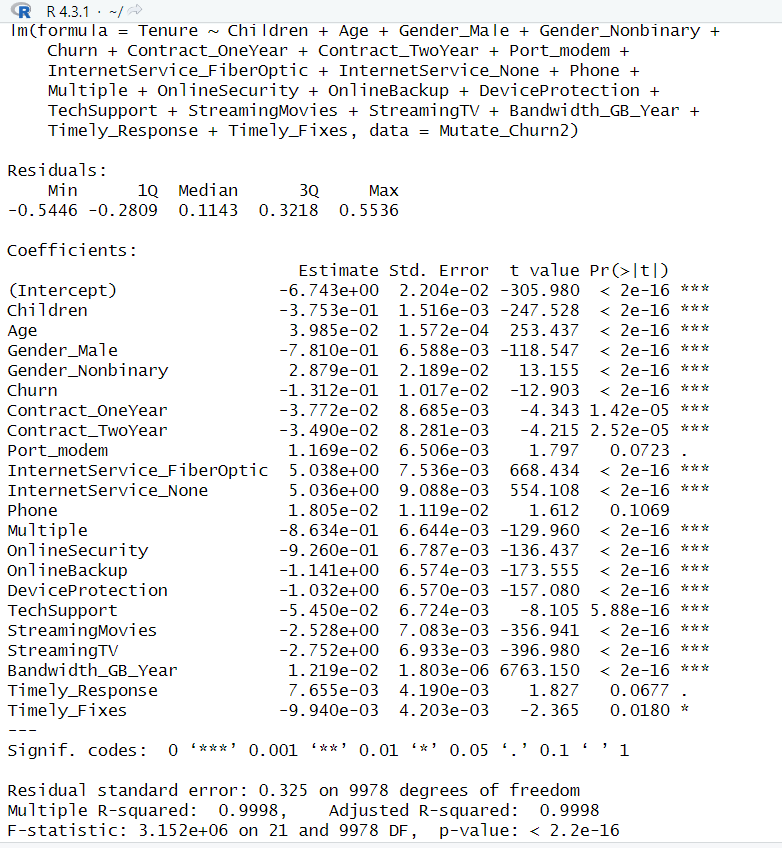 R 4.3.1 · ~/
lm(formula = Tenure ~ Children + Age + Gender_Male + Gender_Nonbinary +
Churn + Contract_OneYear + Contract_TwoYear + Port_modem +
InternetService_FiberOptic + InternetService_None + Phone +
Multiple + OnlineSecurity + OnlineBackup + DeviceProtection +
TechSupport + StreamingMovies + StreamingTV + Bandwidth_GB_Year +
Timely_Response + Timely_Fixes, data = Mutate_Churn2)
Residuals:
Min 1Q Median 3Q Max
-0.5446 -0.2809 0.1143 0.3218 0.5536
Coefficients:
Estimate Std. Error t value Pr(>|t|)
(Intercept) -6.743e+00 2.204e-02 -305.980 < 2e-16 ***
Children -3.753e-01 1.516e-03 -247.528 < 2e-16 ***
Age 3.985e-02 1.572e-04 253.437 < 2e-16 ***
Gender_Male -7.810e-01 6.588e-03 -118.547 < 2e-16 ***
Gender_Nonbinary 2.879e-01 2.189e-02 13.155 < 2e-16 ***
Churn -1.312e-01 1.017e-02 -12.903 < 2e-16 ***
Contract_OneYear -3.772e-02 8.685e-03 -4.343 1.42e-05 ***
Contract_TwoYear -3.490e-02 8.281e-03 -4.215 2.52e-05 ***
Port_modem 1.169e-02 6.506e-03 1.797 0.0723 .
InternetService_FiberOptic 5.038e+00 7.536e-03 668.434 < 2e-16 ***
InternetService_None 5.036e+00 9.088e-03 554.108 < 2e-16 ***
Phone 1.805e-02 1.119e-02 1.612 0.1069
Multiple -8.634e-01 6.644e-03 -129.960 < 2e-16 ***
OnlineSecurity -9.260e-01 6.787e-03 -136.437 < 2e-16 ***
OnlineBackup -1.141e+00 6.574e-03 -173.555 < 2e-16 ***
DeviceProtection -1.032e+00 6.570e-03 -157.080 < 2e-16 ***
TechSupport -5.450e-02 6.724e-03 -8.105 5.88e-16 ***
StreamingMovies -2.528e+00 7.083e-03 -356.941 < 2e-16 ***
StreamingTV -2.752e+00 6.933e-03 -396.980 < 2e-16 ***
Bandwidth_GB_Year 1.219e-02 1.803e-06 6763.150 < 2e-16 ***
Timely_Response 7.655e-03 4.190e-03 1.827 0.0677 .
Timely_Fixes -9.940e-03 4.203e-03 -2.365 0.0180 *
---
Signif. codes: 0 ‘***’ 0.001 ‘**’ 0.01 ‘*’ 0.05 ‘.’ 0.1 ‘ ’ 1
Residual standard error: 0.325 on 9978 degrees of freedom
Multiple R-squared: 0.9998, Adjusted R-squared: 0.9998
F-statistic: 3.152e+06 on 21 and 9978 DF, p-value: < 2.2e-16